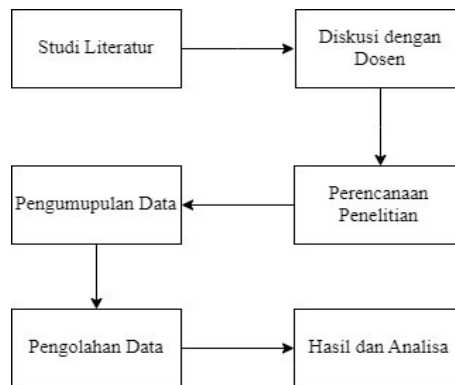 Studi Literatur
Diskusi dengan
Dosen
Pengumupulan Data
Perencanaan
Penelitian
Pengolahan Data
Hasil dan Analisa